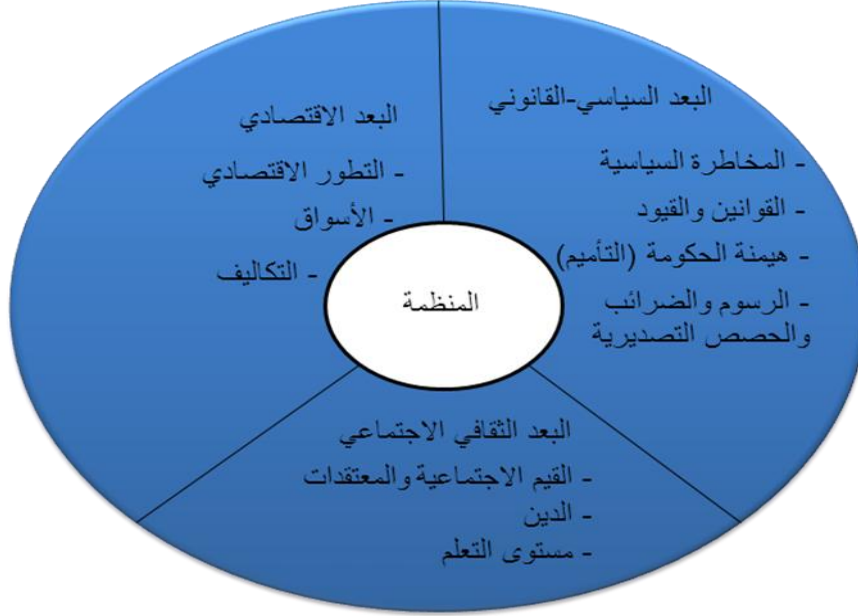 البعد السياسي-القانوني
- المخاطرة السياسية
- القوانين والقيود
- هيمنة الحكومة (التأميم)
- الرسوم والضرائب
والحصص التصديرية
البعد الاقتصادي
- التطور الاقتصادي
- الأسواق
- التكاليف
المنظمة
البعد الثقافي الاجتماعي
- القيم الاجتماعية والمعتقدات
- الدين
- مستوى التعلم